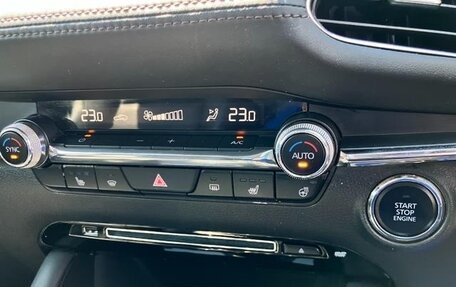 23.0
23.0
A/C
SYNC
AUTO
START
STOP
ENGINE